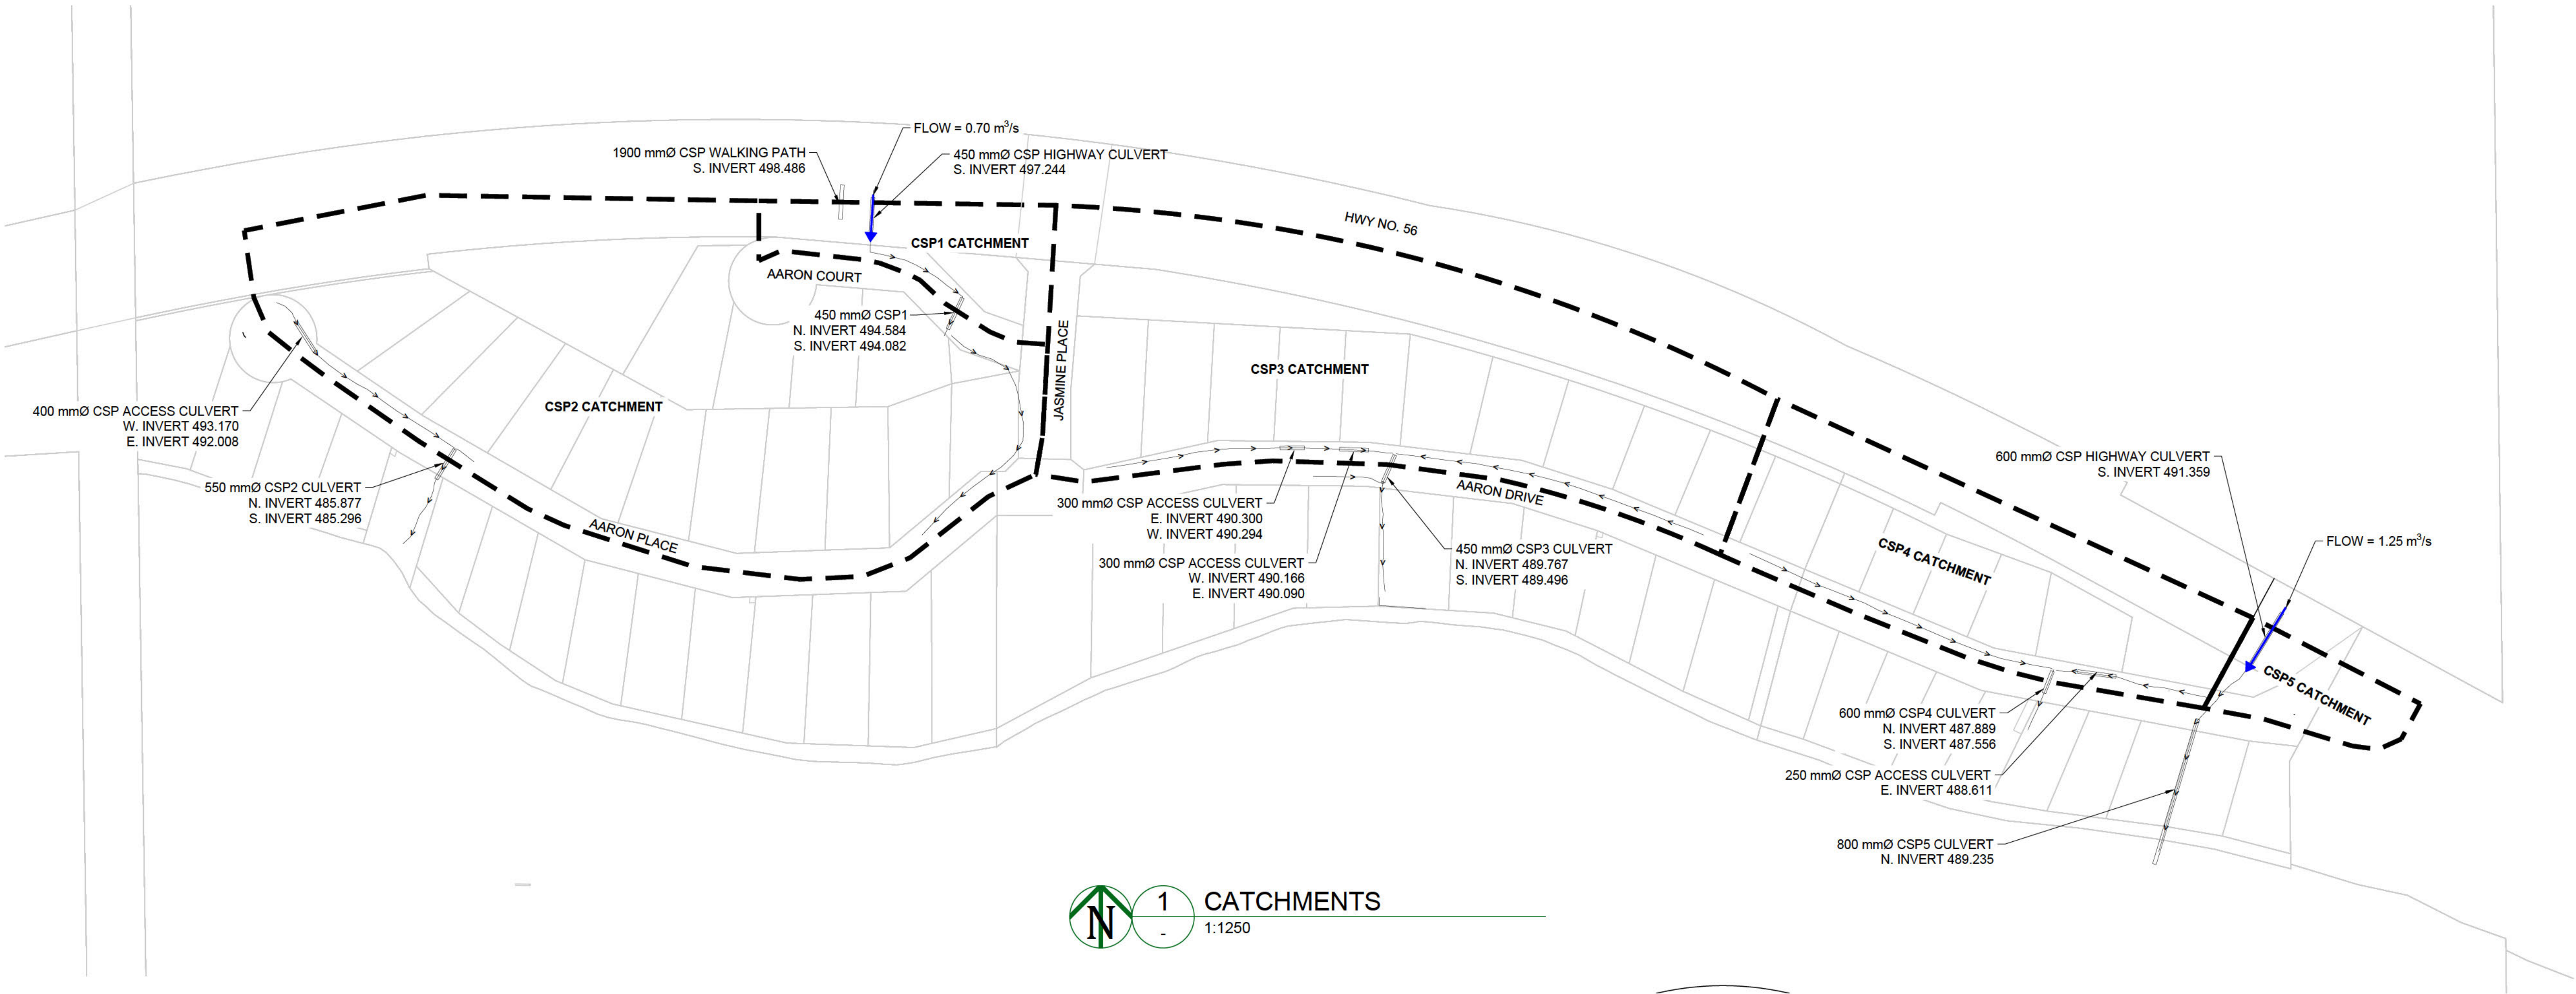 FLOW = 0.70 m³/s
1900 mmØ CSP WALKING PATH
S. INVERT 498.486
450 mmØ CSP HIGHWAY CULVERT
S. INVERT 497.244
HWY NO. 56
CSP1 CATCHMENT
AARON COURT
450 mmØ CSP1
N. INVERT 494.584
S. INVERT 494.082
JASMINE PLACE
CSP3 CATCHMENT
400 mmØ CSP ACCESS CULVERT
W. INVERT 493.170
E. INVERT 492.008
CSP2 CATCHMENT
600 mmØ CSP HIGHWAY CULVERT
S. INVERT 491.359
550 mmØ CSP2 CULVERT
N. INVERT 485.877
S. INVERT 485.296
AARON PLACE
300 mmØ CSP ACCESS CULVERT
E. INVERT 490.300
W. INVERT 490.294
AARON DRIVE
300 mmØ CSP ACCESS CULVERT
W. INVERT 490.166
E. INVERT 490.090
450 mmØ CSP3 CULVERT
N. INVERT 489.767
S. INVERT 489.496
CSP4 CATCHMENT
FLOW = 1.25 m³/s
CSP5 CATCHMENT
600 mmØ CSP4 CULVERT
N. INVERT 487.889
S. INVERT 487.556
250 mmØ CSP ACCESS CULVERT
E. INVERT 488.611
800 mmØ CSP5 CULVERT
N. INVERT 489.235
N
1
-
CATCHMENTS
1:1250